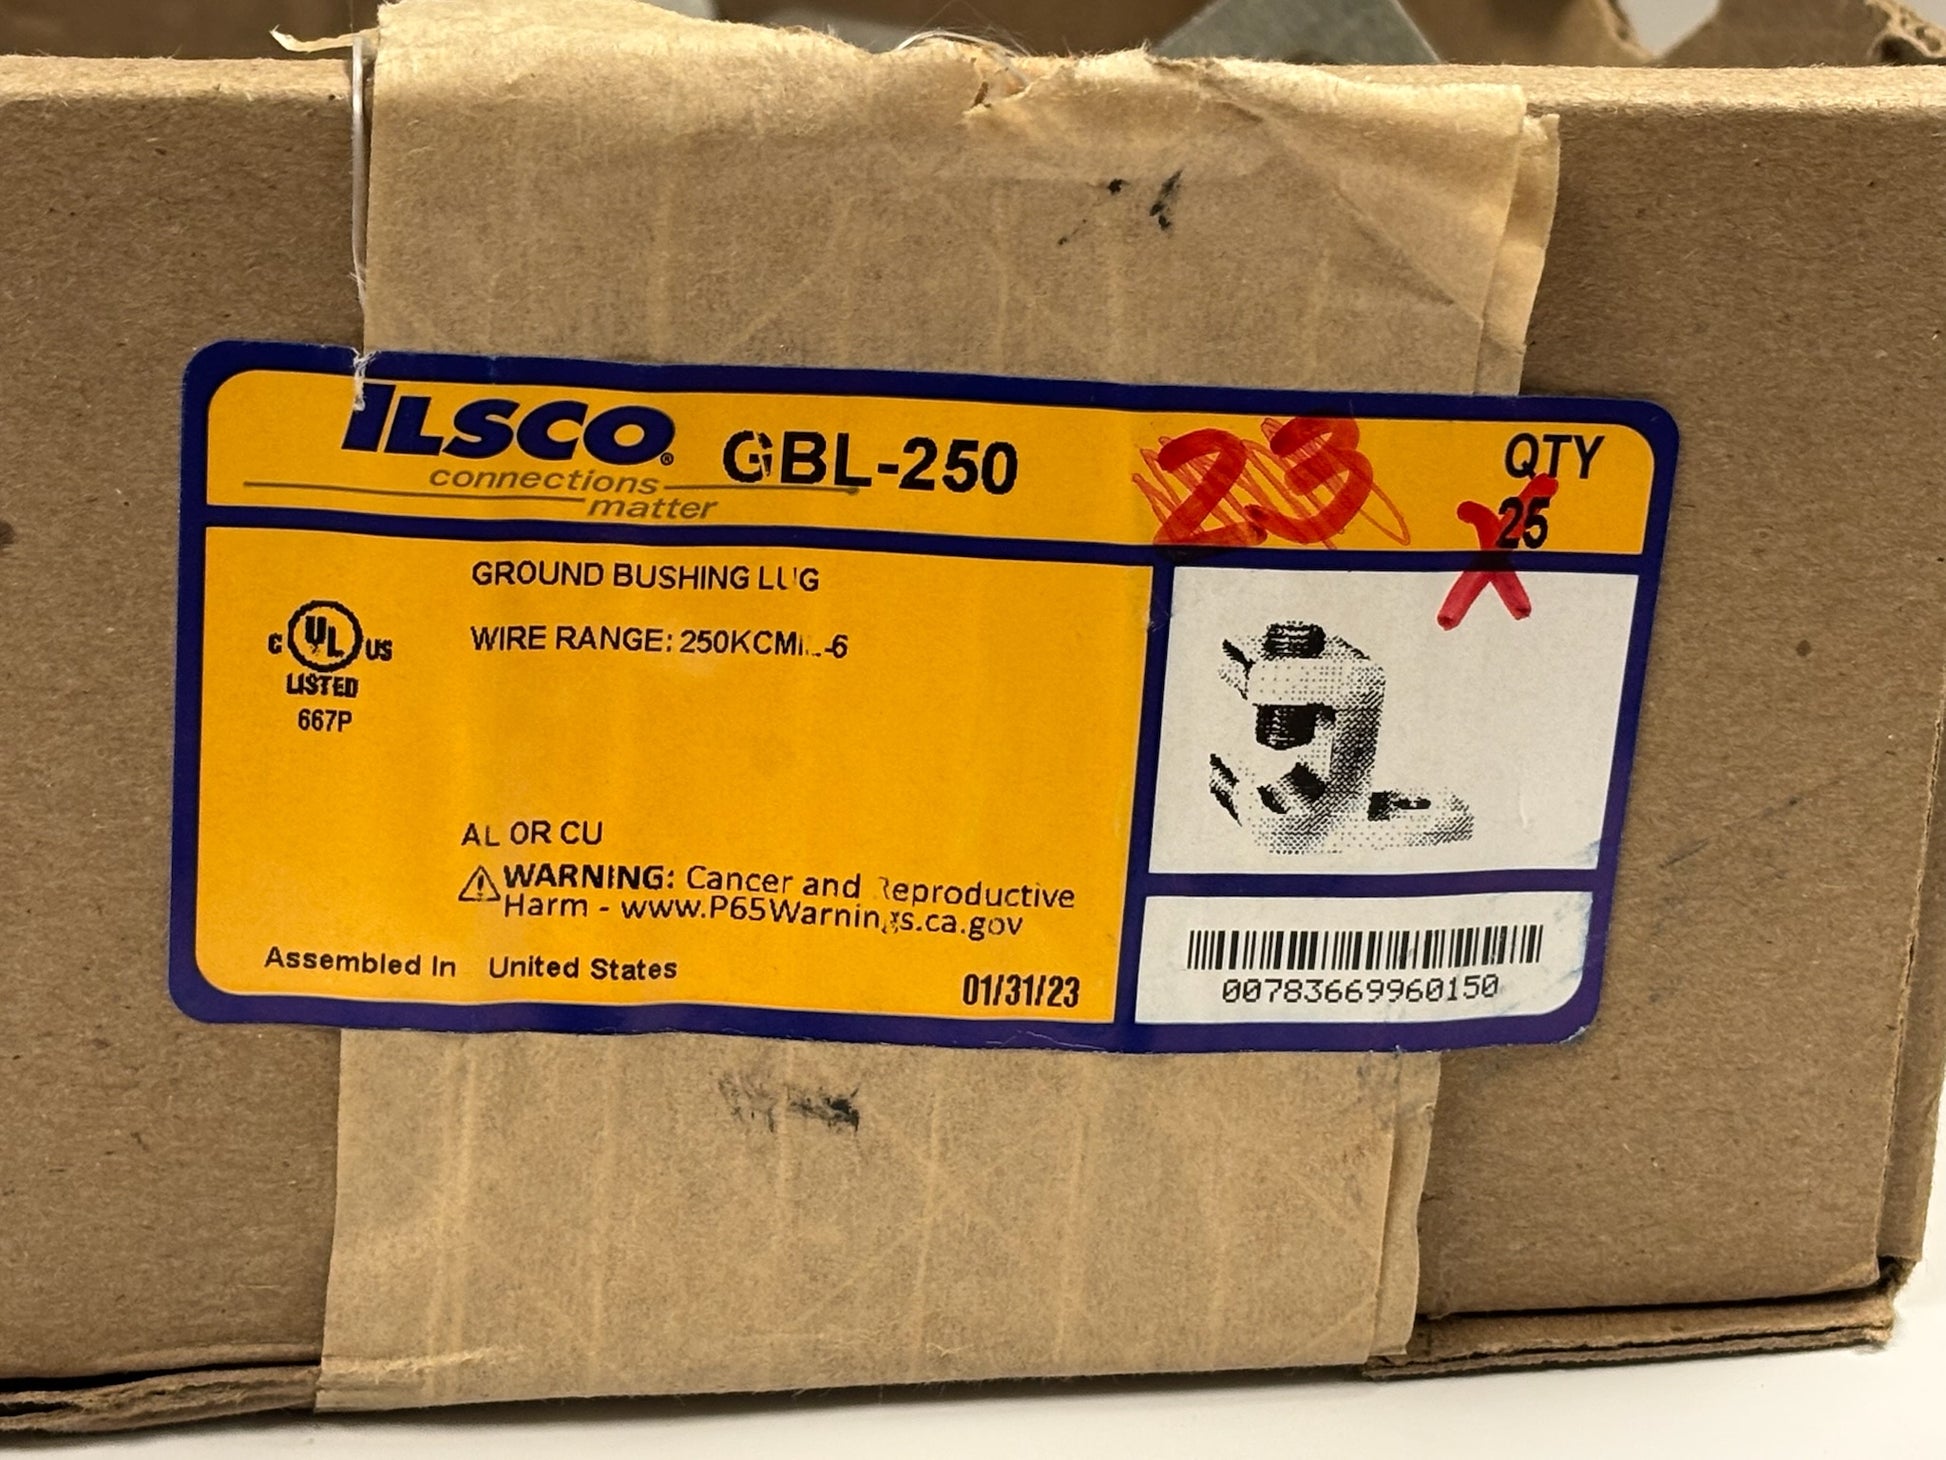 ILSCO®
connections
matter
GBL-250
23
QTY
25
GROUND BUSHING LUG
WIRE RANGE: 250KCMIL-6
C UL US
LISTED
667P
AL OR CU
⚠WARNING: Cancer and Reproductive
Harm - www.P65Warnings.ca.gov
Assembled In United States
01/31/23
00783669960150